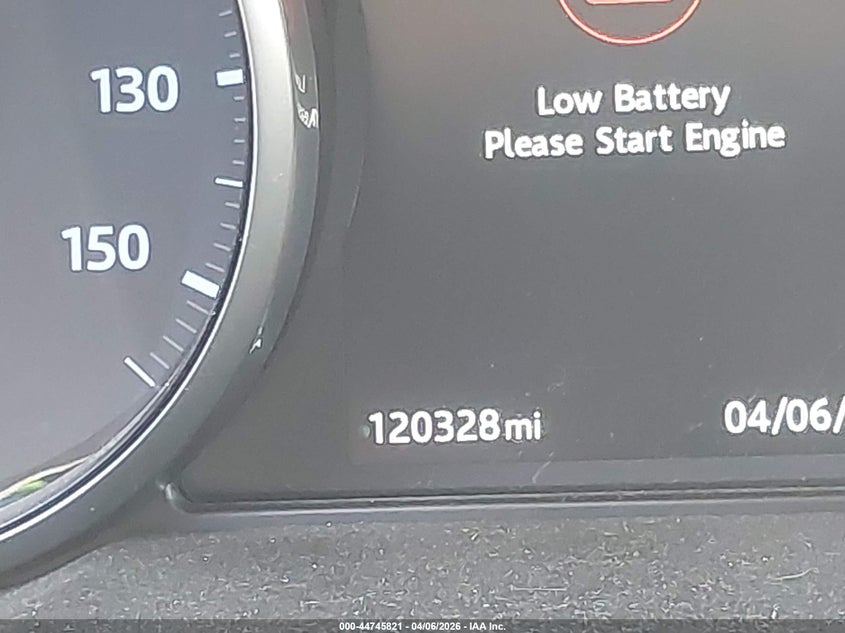 130
150
Low Battery
Please Start Engine
120328mi
04/06/
000-44745821 - 04/06/2026 - IAA Inc.